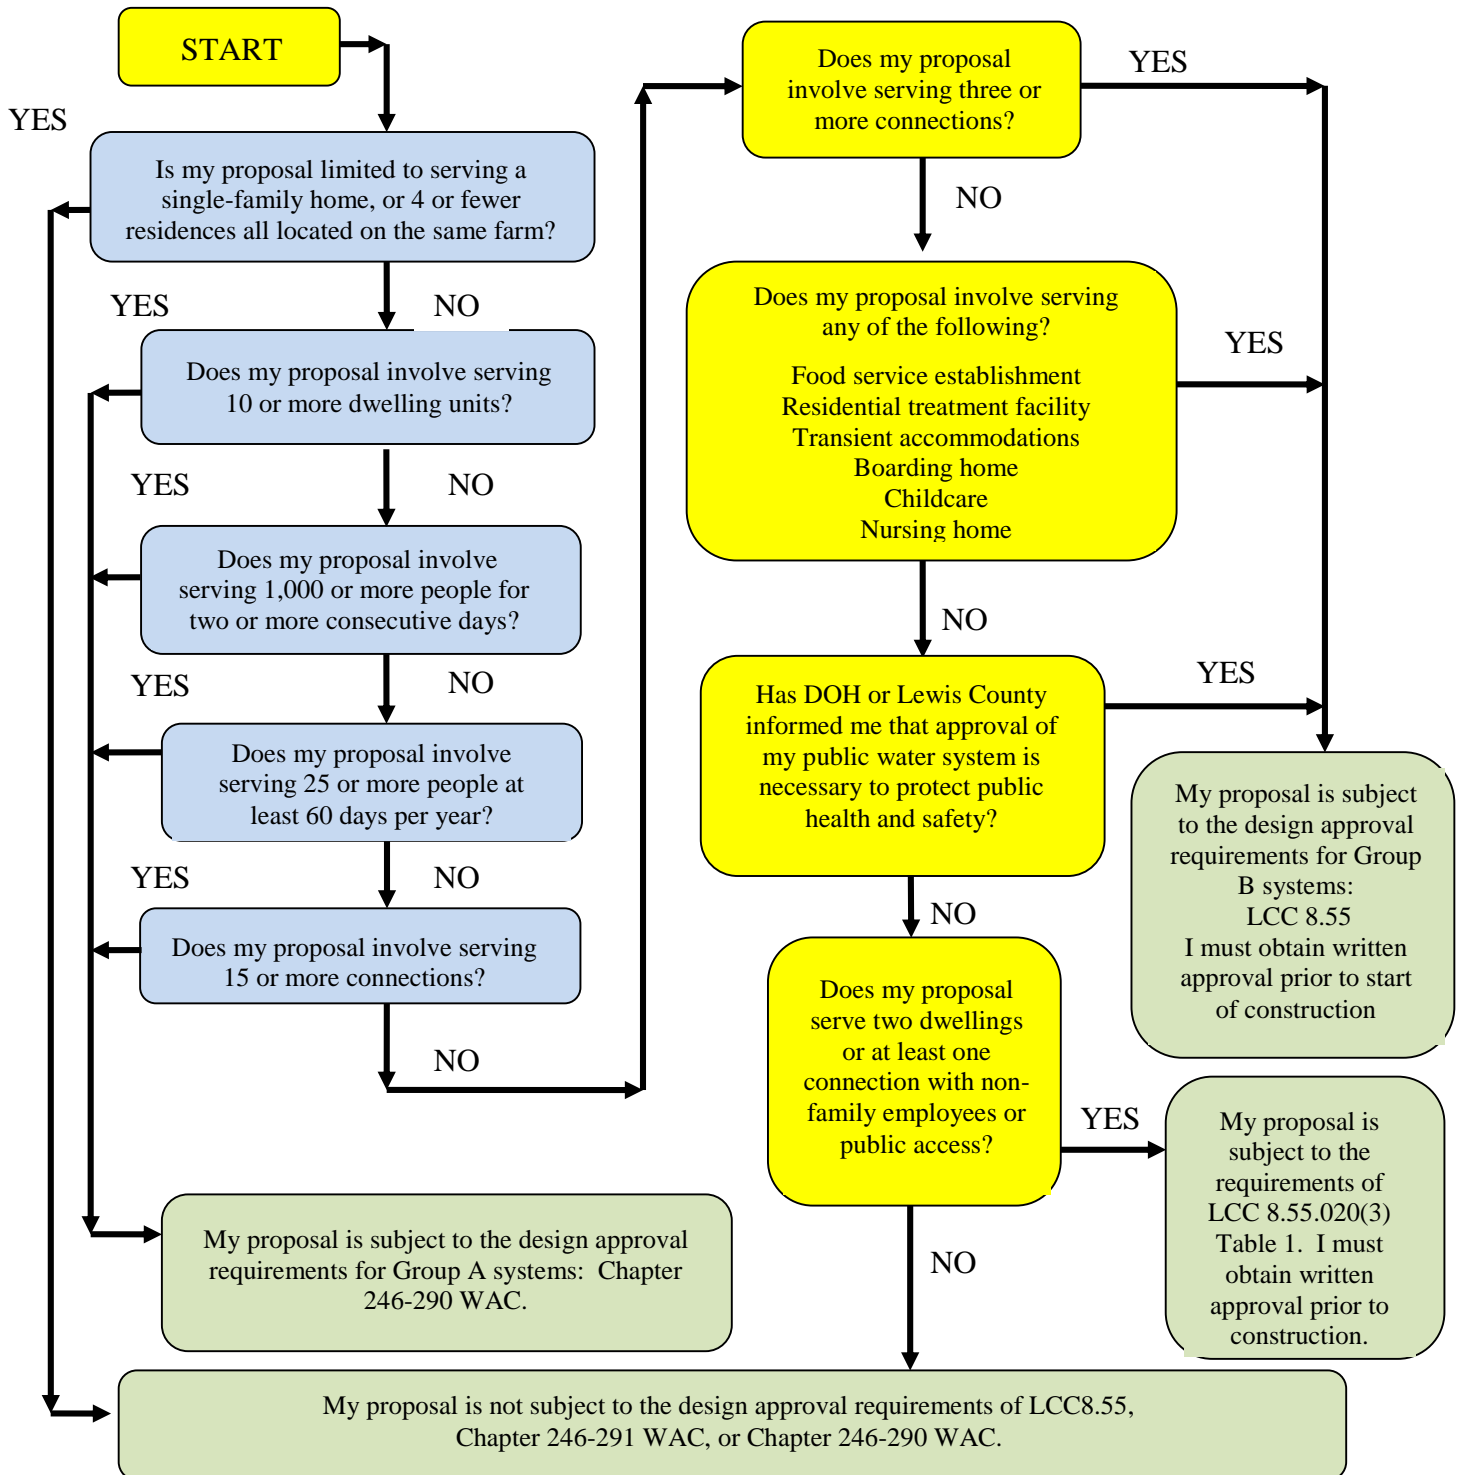 START
YES
Is my proposal limited to serving a
single-family home, or 4 or fewer
residences all located on the same farm?
YES
NO
Does my proposal involve serving
10 or more dwelling units?
YES
NO
Does my proposal involve
serving 1,000 or more people for
two or more consecutive days?
YES
NO
Does my proposal involve
serving 25 or more people at
least 60 days per year?
YES
NO
Does my proposal involve serving
15 or more connections?
NO
Does my proposal
involve serving three or
more connections?
YES
NO
Does my proposal involve serving
any of the following?
Food service establishment
Residential treatment facility
Transient accommodations
Boarding home
Childcare
Nursing home
YES
NO
Has DOH or Lewis County
informed me that approval of
my public water system is
necessary to protect public
health and safety?
YES
NO
My proposal is subject
to the design approval
requirements for Group
B systems:
LCC 8.55
I must obtain written
approval prior to start
of construction
Does my proposal
serve two dwellings
or at least one
connection with non-
family employees or
public access?
YES
NO
My proposal is
subject to the
requirements of
LCC 8.55.020(3)
Table 1.  I must
obtain written
approval prior to
construction.
My proposal is subject to the design approval
requirements for Group A systems:  Chapter
246-290 WAC.
My proposal is not subject to the design approval requirements of LCC8.55,
Chapter 246-291 WAC, or Chapter 246-290 WAC.